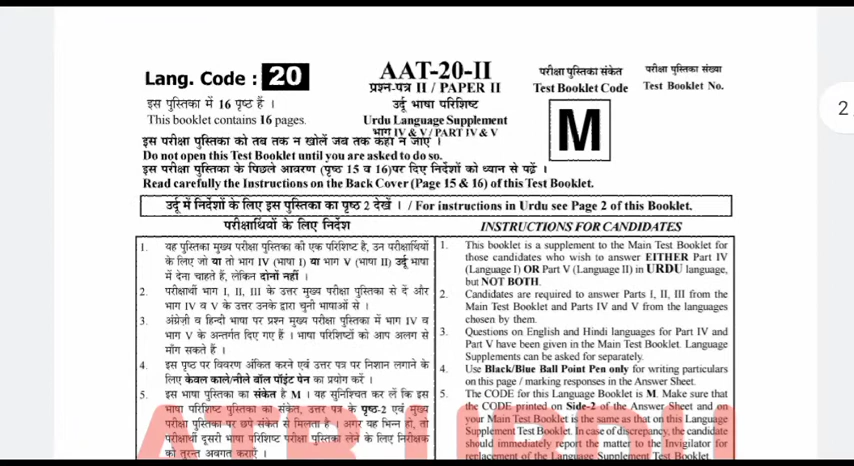 Lang. Code : 20
इस पुस्तिका में 16 पृष्ठ हैं ।
This booklet contains 16 pages.
AAT-20-II
प्रश्न-पत्र II / PAPER II
उर्दू भाषा परिशिष्ट
Urdu Language Supplement
भाग IV & V / PART IV & V
परीक्षा पुस्तिका संकेत
Test Booklet Code
M
परीक्षा पुस्तिका संख्या
Test Booklet No.
2
इस परीक्षा पुस्तिका को तब तक न खोलें जब तक कहा न जाए ।
Do not open this Test Booklet until you are asked to do so.
इस परीक्षा पुस्तिका के पिछले आवरण (पृष्ठ 15 व 16)पर दिए निर्देशों को ध्यान से पढ़ें ।
Read carefully the Instructions on the Back Cover (Page 15 & 16) of this Test Booklet.
उर्दू में निर्देशों के लिए इस पुस्तिका का पृष्ठ 2 देखें । / For instructions in Urdu see Page 2 of this Booklet.
परीक्षार्थियों के लिए निर्देश
1. यह पुस्तिका मुख्य परीक्षा पुस्तिका की एक परिशिष्ट है, उन परीक्षार्थियों
के लिए जो या तो भाग IV (भाषा I) या भाग V (भाषा II) उर्दू भाषा
में देना चाहते हैं, लेकिन दोनों नहीं ।
2. परीक्षार्थी भाग I, II, III के उत्तर मुख्य परीक्षा पुस्तिका से दें और
भाग IV व V के उत्तर उनके द्वारा चुनी भाषाओं से ।
3. अंग्रेज़ी व हिन्दी भाषा पर प्रश्न मुख्य परीक्षा पुस्तिका में भाग IV व
भाग V के अन्तर्गत दिए गए हैं । भाषा परिशिष्टों को आप अलग से
माँग सकते हैं ।
4. इस पृष्ठ पर विवरण अंकित करने एवं उत्तर पत्र पर निशान लगाने के
लिए केवल काले/नीले बॉल पॉइंट पेन का प्रयोग करें ।
5. इस भाषा पुस्तिका का संकेत है M । यह सुनिश्चित कर लें कि इस
भाषा परिशिष्ट पुस्तिका का संकेत, उत्तर पत्र के पृष्ठ-2 एवं मुख्य
परीक्षा पुस्तिका पर छपे संकेत से मिलता है । अगर यह भिन्न हो, तो
परीक्षार्थी दूसरी भाषा परिशिष्ट परीक्षा पुस्तिका लेने के लिए निरीक्षक
को तुरन्त अवगत कराएँ ।
INSTRUCTIONS FOR CANDIDATES
1. This booklet is a supplement to the Main Test Booklet for
those candidates who wish to answer EITHER Part IV
(Language I) OR Part V (Language II) in URDU language,
but NOT BOTH.
2. Candidates are required to answer Parts I, II, III from the
Main Test Booklet and Parts IV and V from the languages
chosen by them.
3. Questions on English and Hindi languages for Part IV and
Part V have been given in the Main Test Booklet. Language
Supplements can be asked for separately.
4. Use Black/Blue Ball Point Pen only for writing particulars
on this page / marking responses in the Answer Sheet.
5. The CODE for this Language Booklet is M. Make sure that
the CODE printed on Side-2 of the Answer Sheet and on
your Main Test Booklet is the same as that on this Language
Supplement Test Booklet. In case of discrepancy, the candidate
should immediately report the matter to the Invigilator for
replacement of the Language Supplement Test Booklet